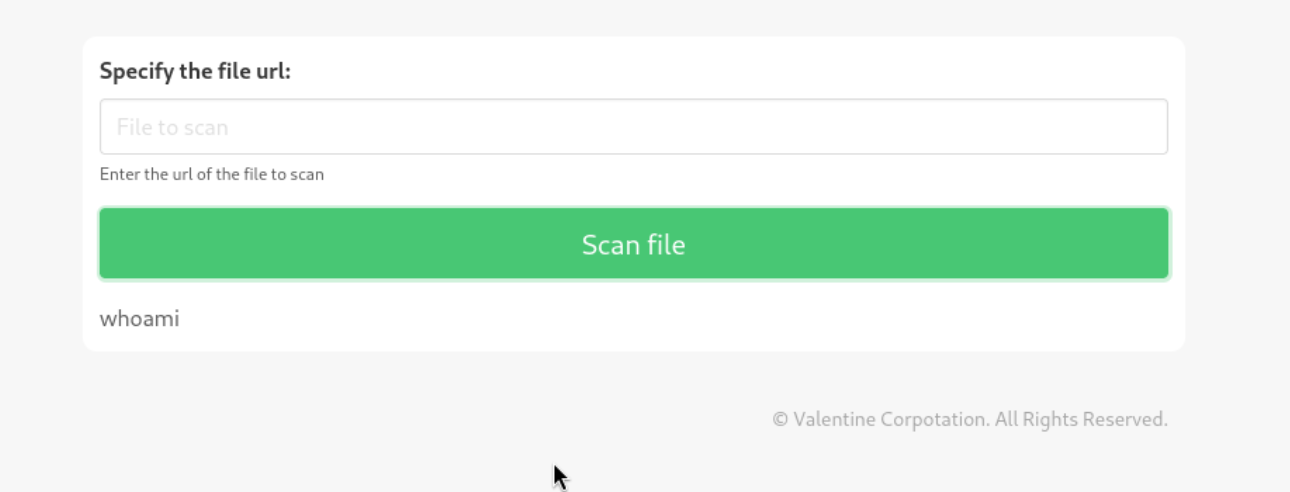 Specify the file url:
File to scan
Enter the url of the file to scan
Scan file
whoami
© Valentine Corpotation. All Rights Reserved.